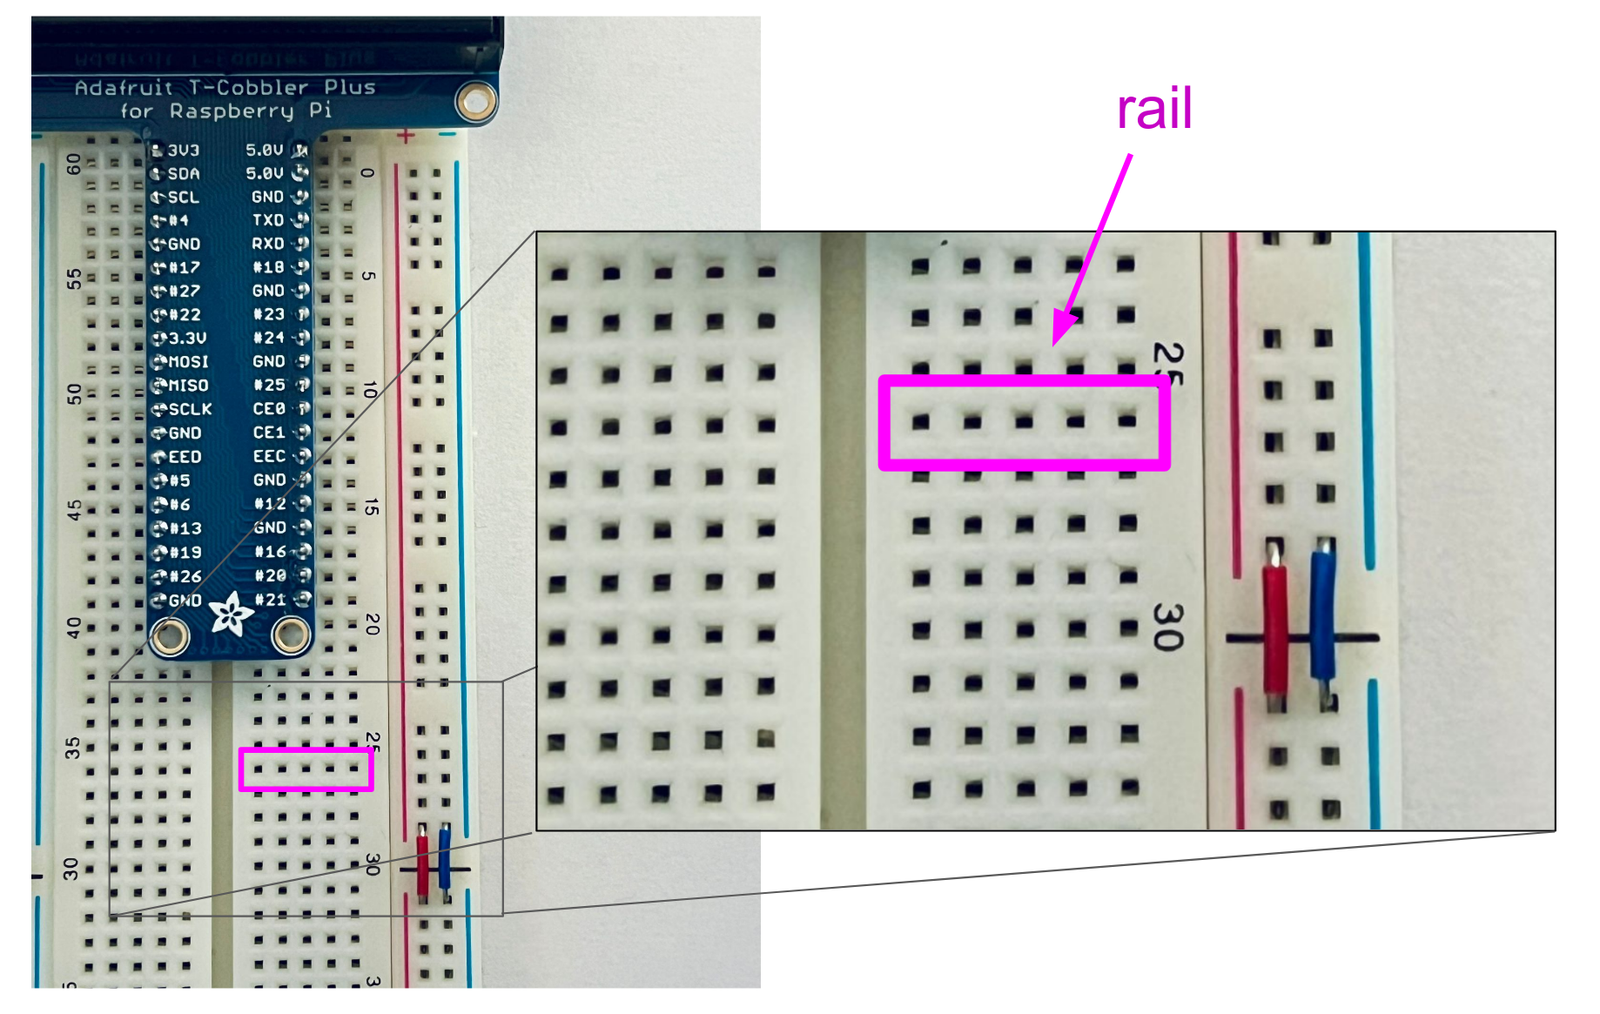 Adafruit T-Cobbler Plus
for Raspberry Pi
+ -
3V3 5.0V
SDA 5.0V
SCL GND
#4 TXD
GND RXD
#17 #18
#27 GND
#22 #23
3.3V #24
MOSI GND
MISO #25
SCLK CE0
GND CE1
EED EEC
#5 GND
#6 #12
#13 GND
#19 #16
#26 #20
GND #21
60
55
50
45
40
35
30
0
5
10
15
20
25
30
rail
25
30